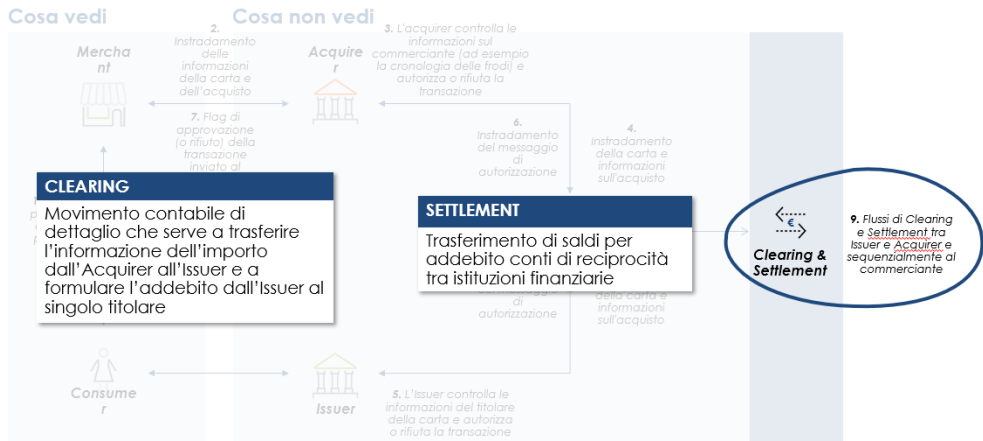 Cosa vedi
Cosa non vedi
Mercha
nt
2.
Instradamento
delle
informazioni
della carta e
dell'acquisto
Acquire
r
3. L'acquirer controlla le
informazioni sul
commerciante (ad esempio
la cronologia delle frodi) e
autorizza o rifiuta la
transazione
7. Flag di
approvazione
(o rifiuto) della
transazione
inviato al
6.
Instradamento
del messaggio
di
autorizzazione
4.
Instradamento
della carta e
informazioni
sull'acquisto
CLEARING
Movimento contabile di
dettaglio che serve a trasferire
l'informazione dell'importo
dall'Acquirer all'Issuer e a
formulare l'addebito dall'Issuer al
singolo titolare
SETTLEMENT
Trasferimento di saldi per
addebito conti di reciprocità
tra istituzioni finanziarie
di
autorizzazione
informazioni
sull'acquisto
€
Clearing &
Settlement
9. Flussi di Clearing
e Settlement tra
Issuer e Acquirer e
sequenzialmente al
commerciante
Consume
r
Issuer
5. L'Issuer controlla le
informazioni del titolare
della carta e autorizza
o rifiuta la transazione